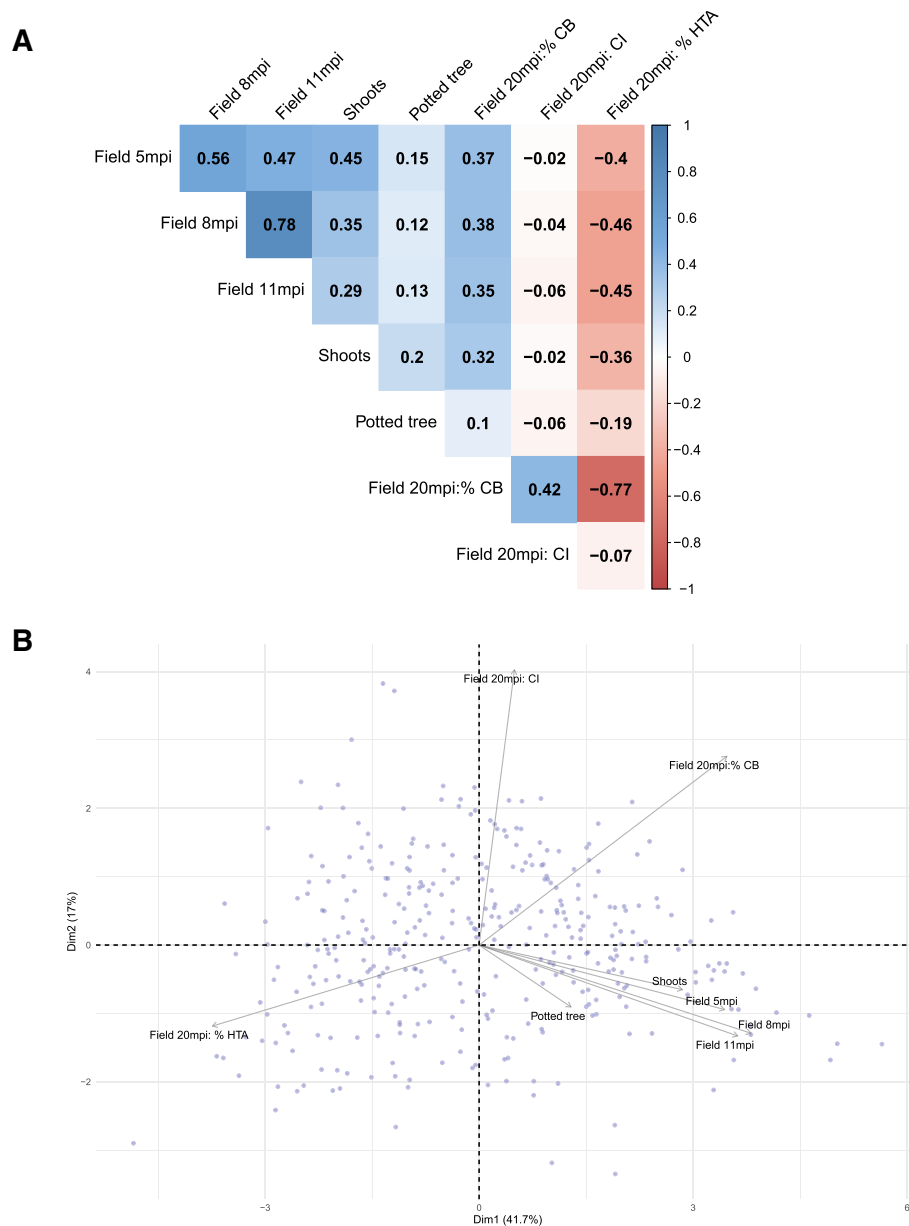 A
Field 8mpi
Field 11mpi
Shoots
Potted tree
Field 20mpi:% CB
Field 20mpi: CI
Field 20mpi: % HTA
Field 5mpi 0.56 0.47 0.45 0.15 0.37 −0.02 −0.4
Field 8mpi 0.78 0.35 0.12 0.38 −0.04 −0.46
Field 11mpi 0.29 0.13 0.35 −0.06 −0.45
Shoots 0.2 0.32 −0.02 −0.36
Potted tree 0.1 −0.06 −0.19
Field 20mpi:% CB 0.42 −0.77
Field 20mpi: CI −0.07
1
0.8
0.6
0.4
0.2
0
−0.2
−0.4
−0.6
−0.8
−1
B
4
2
0
−2
Dim2 (17%)
Field 20mpi: CI
Field 20mpi:% CB
Shoots
Field 5mpi
Potted tree
Field 8mpi
Field 20mpi: % HTA
Field 11mpi
−3 0 3 6
Dim1 (41.7%)